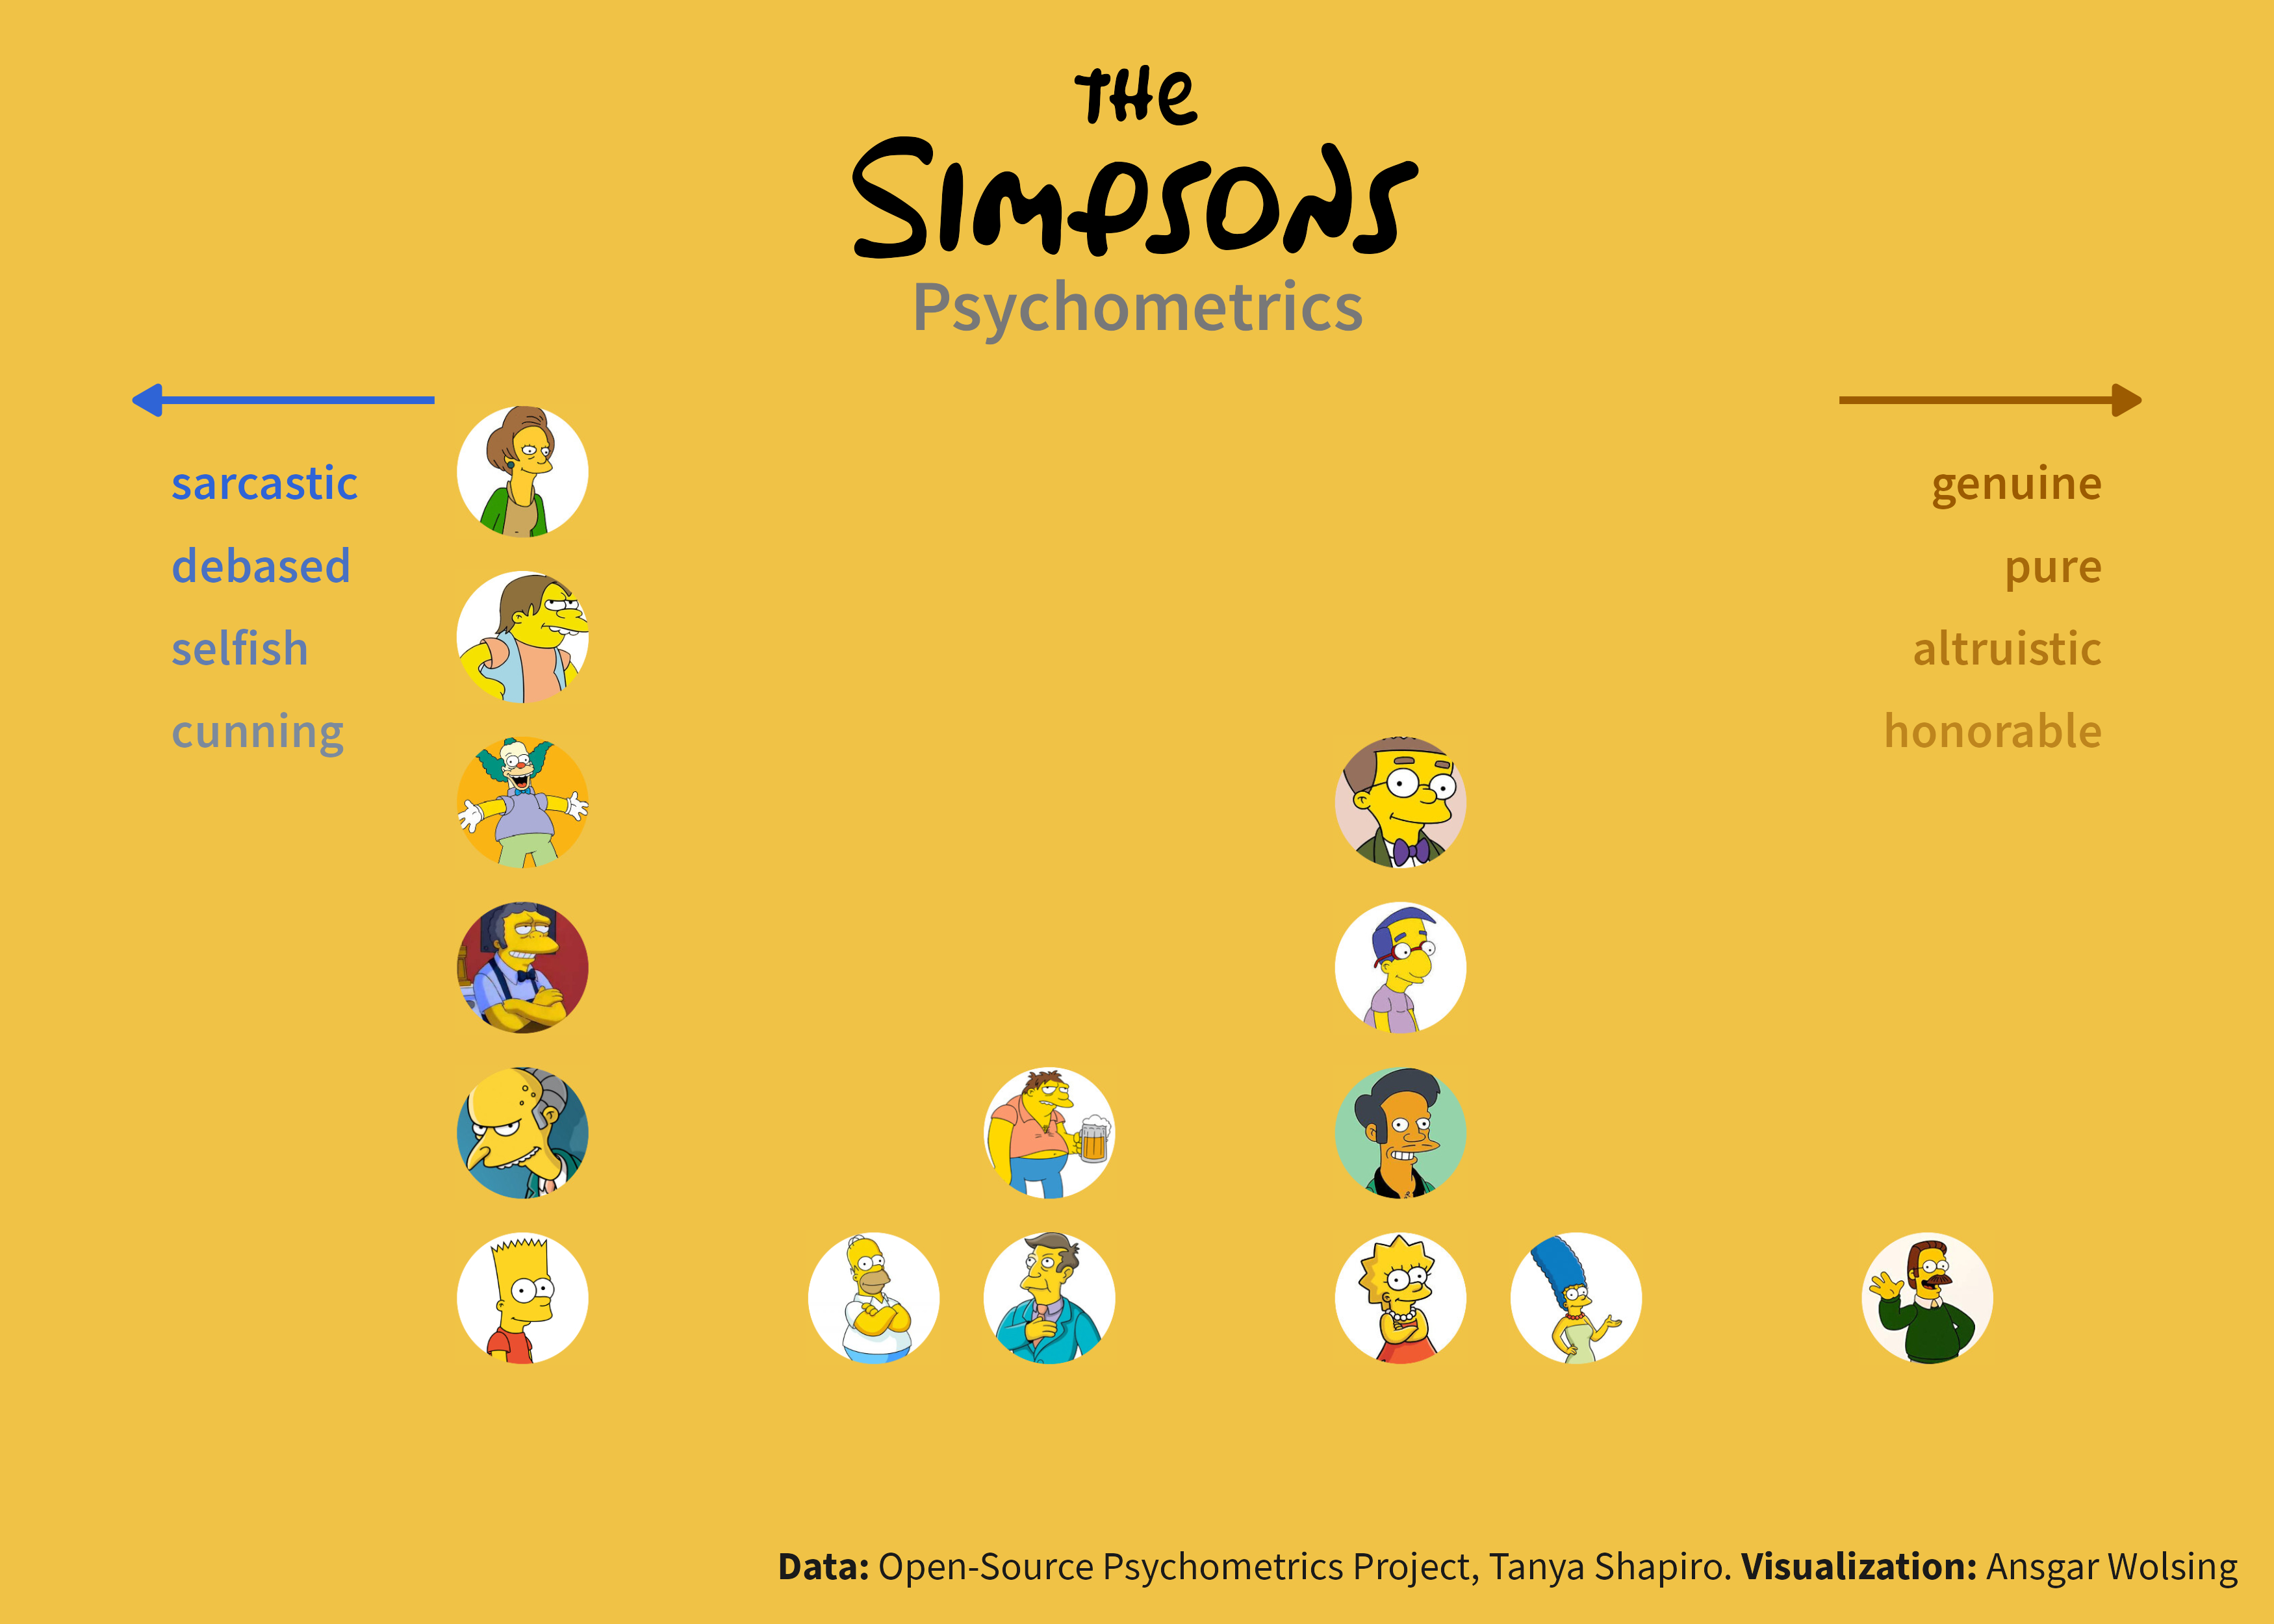 THe
SIMPSONS
Psychometrics
sarcastic
debased
selfish
cunning
genuine
pure
altruistic
honorable
Data: Open-Source Psychometrics Project, Tanya Shapiro. Visualization: Ansgar Wolsing